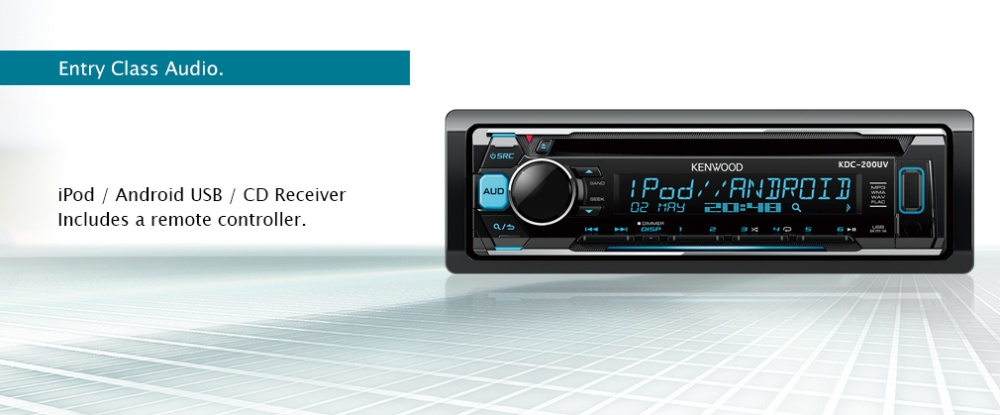 Entry Class Audio.
iPod / Android USB / CD Receiver
Includes a remote controller.
SRC
KENWOOD
KDC-200UV
AUD
BAND
SEEK
iPod//ANDROID
02 MAY 20:48
MP3
WMA
WAV
FLAC
DIMMER
DISP 1 2 3 4 5 6
USB